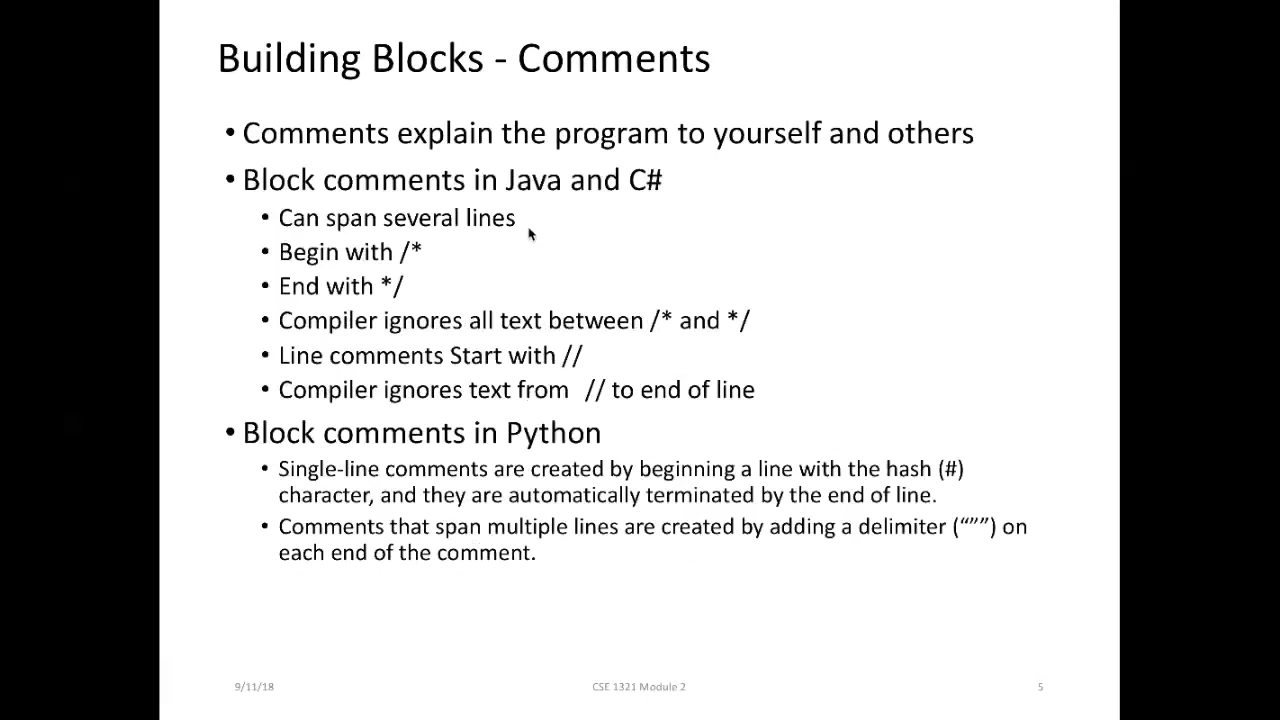 Building Blocks - Comments
• Comments explain the program to yourself and others
• Block comments in Java and C#
• Can span several lines
• Begin with /*
• End with */
• Compiler ignores all text between /* and */
• Line comments Start with //
• Compiler ignores text from // to end of line
• Block comments in Python
• Single-line comments are created by beginning a line with the hash (#)
character, and they are automatically terminated by the end of line.
• Comments that span multiple lines are created by adding a delimiter (“””) on
each end of the comment.
9/11/18 CSE 1321 Module 2 5